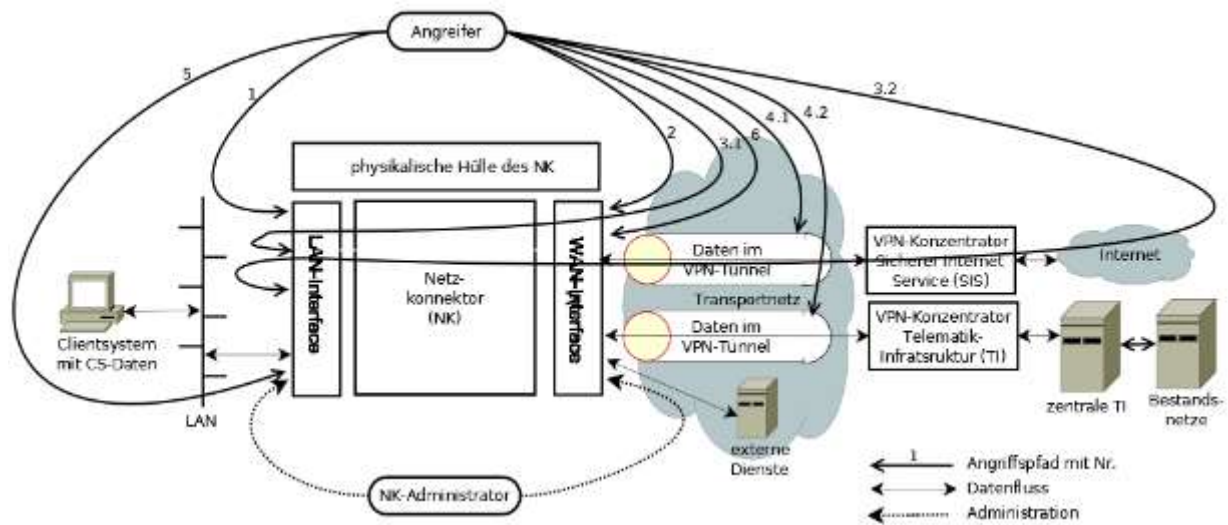 Angreifer
5
1
2
3.1
6
4.1
4.2
3.2
physikalische Hülle des NK
LAN-Interface
Netz-
konnektor
(NK)
WAN-Interface
Daten im
VPN-Tunnel
Transportnetz
Daten im
VPN-Tunnel
VPN-Konzentrator
Sicherer Internet
Service (SIS)
Internet
VPN-Konzentrator
Telematik-
Infratsruktur (TI)
Clientsystem
mit CS-Daten
LAN
zentrale TI
Bestands-
netze
externe
Dienste
NK-Administrator
1
Angriffspfad mit Nr.
Datenfluss
Administration